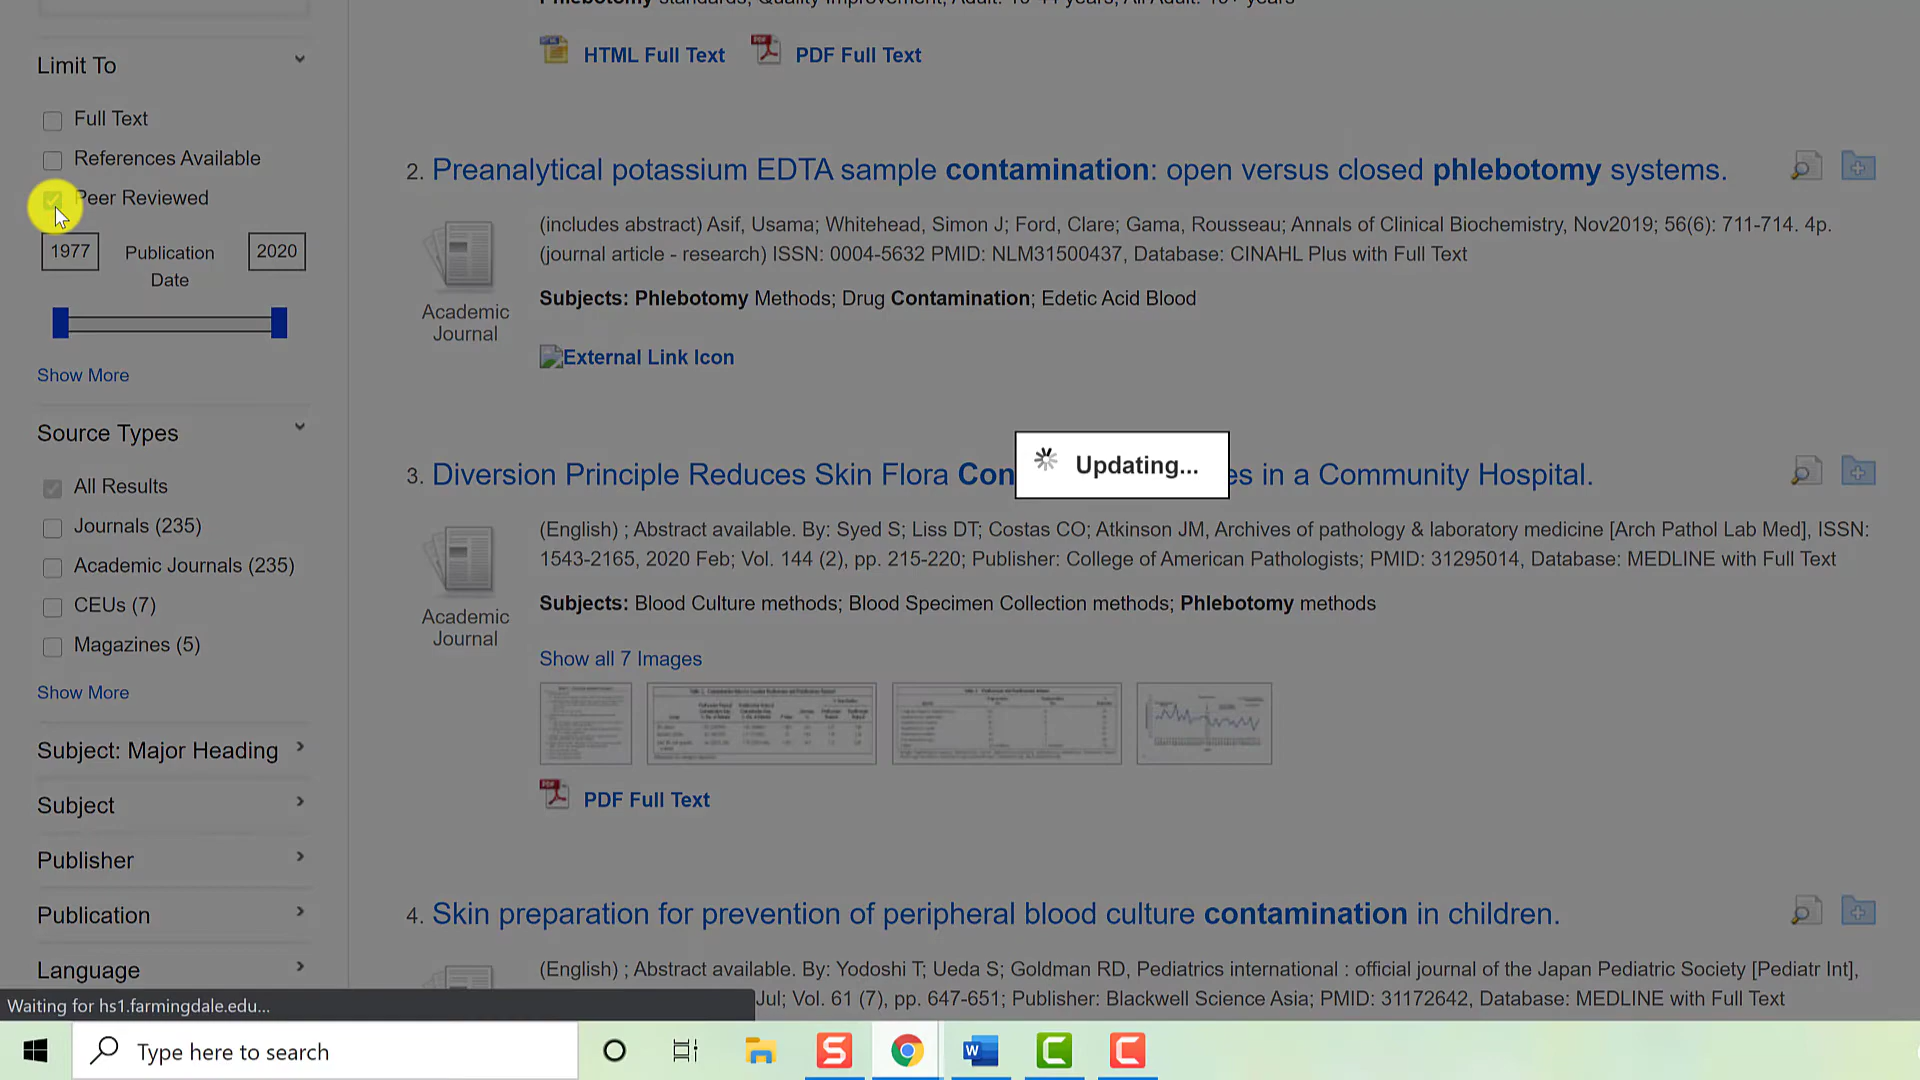 Phlebotomy standards; Quality Improvement; Adult: 19-44 years; All Adult: 19+ years
HTML Full Text PDF Full Text
Limit To
Full Text
References Available
Peer Reviewed
1977 Publication Date 2020
Show More
Source Types
All Results
Journals (235)
Academic Journals (235)
CEUs (7)
Magazines (5)
Show More
Subject: Major Heading
Subject
Publisher
Publication
Language
2. Preanalytical potassium EDTA sample contamination: open versus closed phlebotomy systems.
(includes abstract) Asif, Usama; Whitehead, Simon J; Ford, Clare; Gama, Rousseau; Annals of Clinical Biochemistry, Nov2019; 56(6): 711-714. 4p.
(journal article - research) ISSN: 0004-5632 PMID: NLM31500437, Database: CINAHL Plus with Full Text
Academic
Journal
Subjects: Phlebotomy Methods; Drug Contamination; Edetic Acid Blood
External Link Icon
Updating...
3. Diversion Principle Reduces Skin Flora Con es in a Community Hospital.
(English) ; Abstract available. By: Syed S; Liss DT; Costas CO; Atkinson JM, Archives of pathology & laboratory medicine [Arch Pathol Lab Med], ISSN:
1543-2165, 2020 Feb; Vol. 144 (2), pp. 215-220; Publisher: College of American Pathologists; PMID: 31295014, Database: MEDLINE with Full Text
Academic
Journal
Subjects: Blood Culture methods; Blood Specimen Collection methods; Phlebotomy methods
Show all 7 Images
PDF Full Text
4. Skin preparation for prevention of peripheral blood culture contamination in children.
(English) ; Abstract available. By: Yodoshi T; Ueda S; Goldman RD, Pediatrics international : official journal of the Japan Pediatric Society [Pediatr Int],
Jul; Vol. 61 (7), pp. 647-651; Publisher: Blackwell Science Asia; PMID: 31172642, Database: MEDLINE with Full Text
Waiting for hs1.farmingdale.edu...
Type here to search